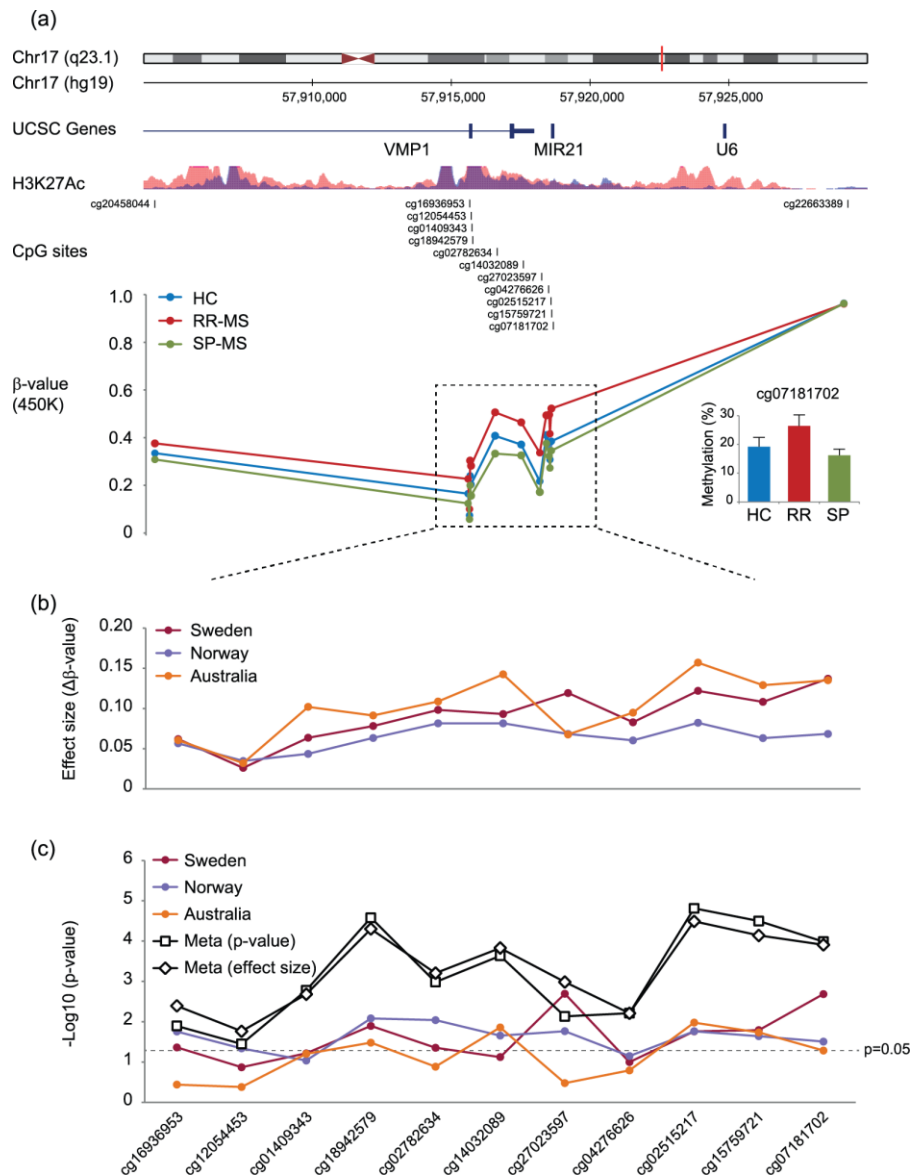 (a)
Chr17 (q23.1)
Chr17 (hg19)
57,910,000 57,915,000 57,920,000 57,925,000
UCSC Genes
VMP1 MIR21 U6
H3K27Ac
cg20458044 cg16936953 cg22663389
cg12054453
cg01409343
cg18942579
CpG sites cg02782634
cg14032089
cg27023597
cg04276626
cg02515217
cg15759721
cg07181702
1.0 HC
RR-MS
0.8 SP-MS
β-value
(450K)
0.6
0.4
0.2
0
cg07181702
Methylation (%)
30
20
10
0
HC RR SP
(b)
Effect size (Δβ-value)
0.20
0.15
0.10
0.05
0
Sweden
Norway
Australia
(c)
-Log10 (p-value)
6
5
4
3
2
1
0
Sweden
Norway
Australia
Meta (p-value)
Meta (effect size)
p=0.05
cg16936953
cg12054453
cg01409343
cg18942579
cg02782634
cg14032089
cg27023597
cg04276626
cg02515217
cg15759721
cg07181702